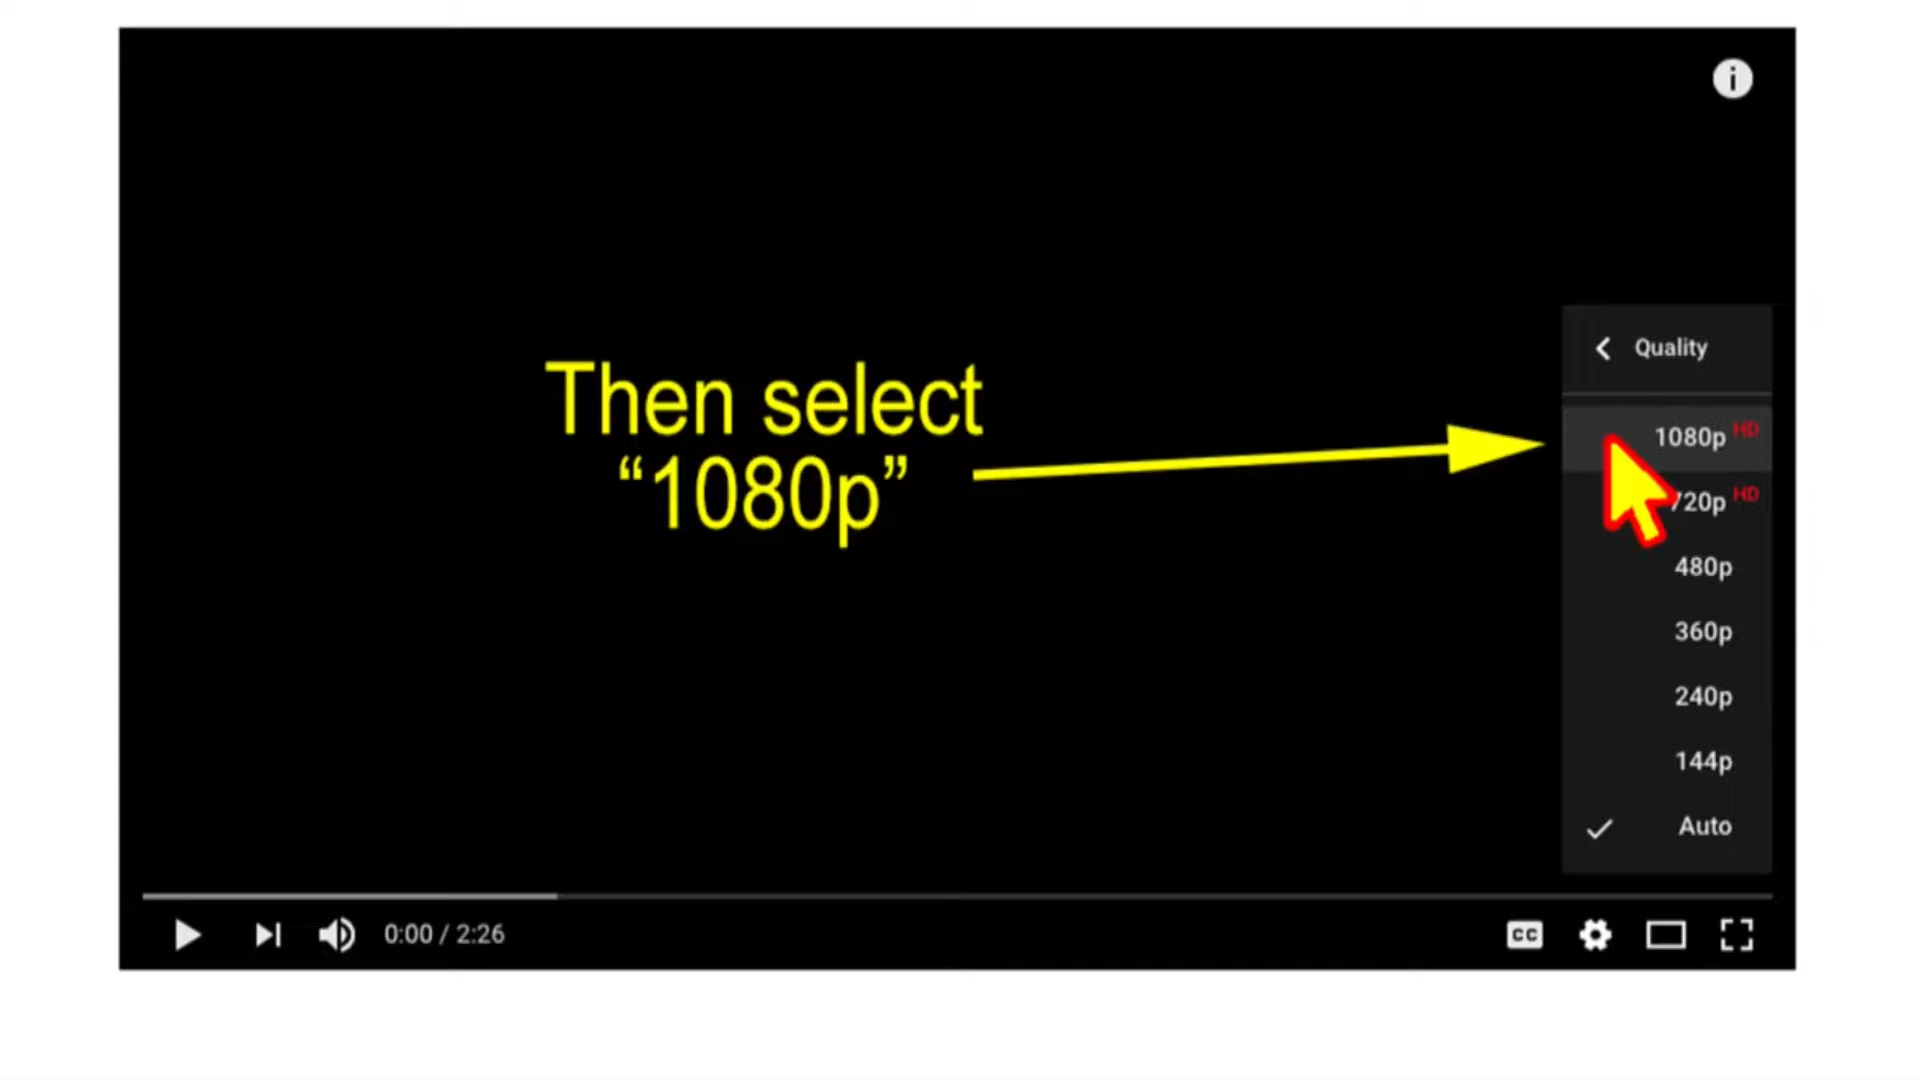 Quality
Then select
“1080p”
1080p HD
720p HD
480p
360p
240p
144p
Auto
0:00 / 2:26
CC